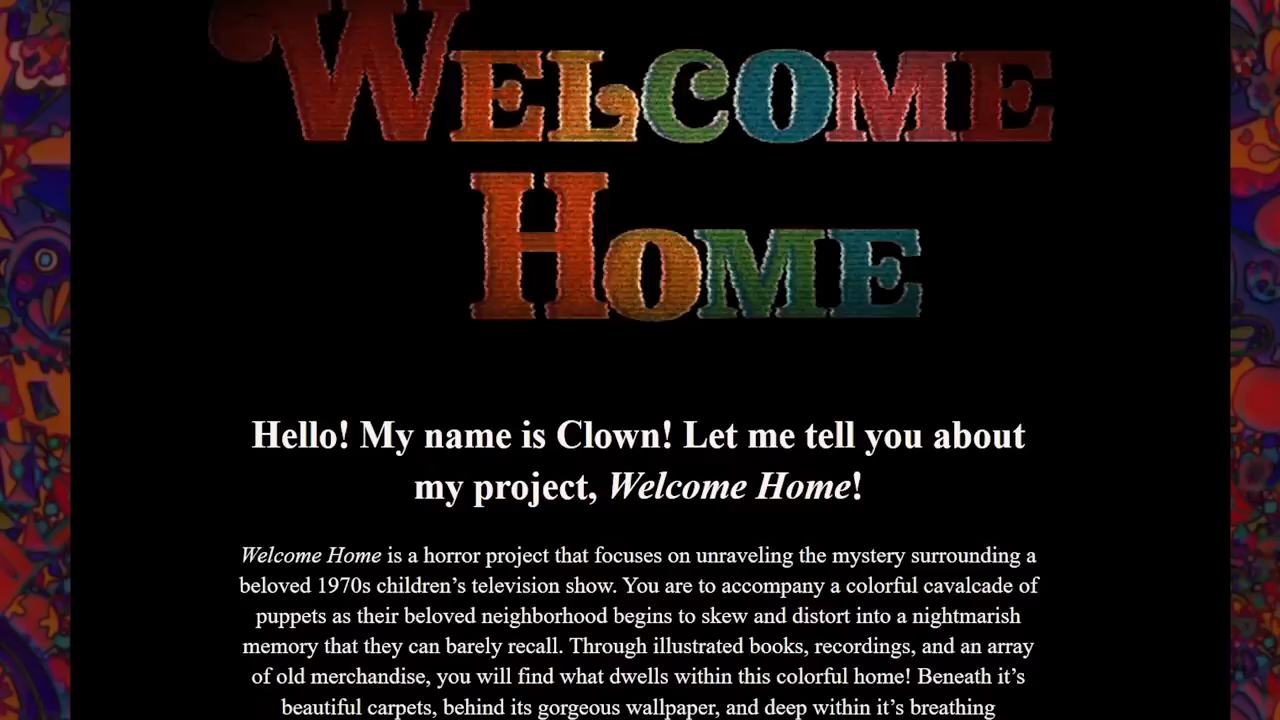 WELCOME
HOME
Hello! My name is Clown! Let me tell you about
my project, Welcome Home!
Welcome Home is a horror project that focuses on unraveling the mystery surrounding a
beloved 1970s children’s television show. You are to accompany a colorful cavalcade of
puppets as their beloved neighborhood begins to skew and distort into a nightmarish
memory that they can barely recall. Through illustrated books, recordings, and an array
of old merchandise, you will find what dwells within this colorful home! Beneath it’s
beautiful carpets, behind its gorgeous wallpaper, and deep within it’s breathing